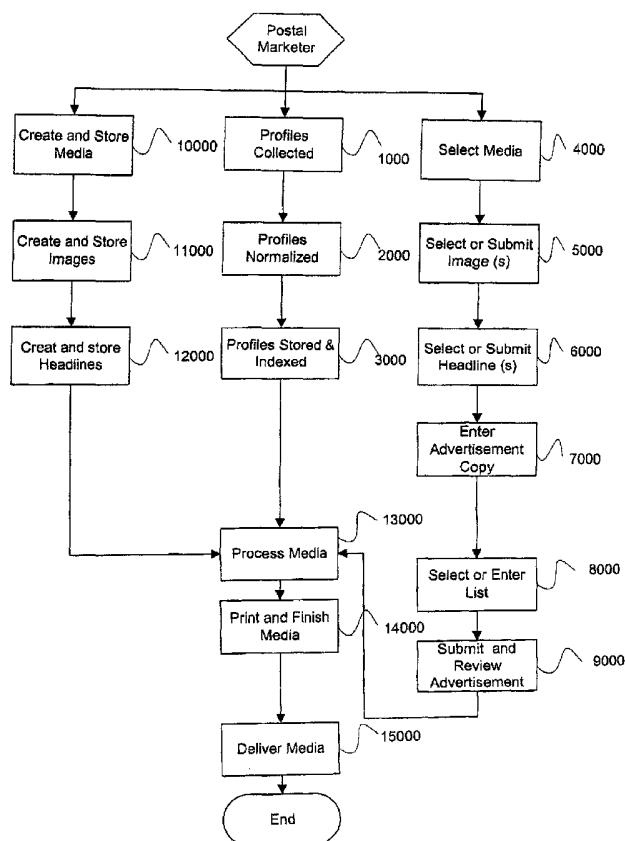 Postal
Marketer
Create and Store
Media
10000
Profiles
Collected
1000
Select Media
4000
Create and Store
Images
11000
Profiles
Normalized
2000
Select or Submit
Image (s)
5000
Creat and store
Headlines
12000
Profiles Stored &
Indexed
3000
Select or Submit
Headline (s)
6000
Enter
Advertisement
Copy
7000
13000
Process Media
Select or Enter
List
8000
Print and Finish
Media
14000
Submit and
Review
Advertisement
9000
Deliver Media
15000
End